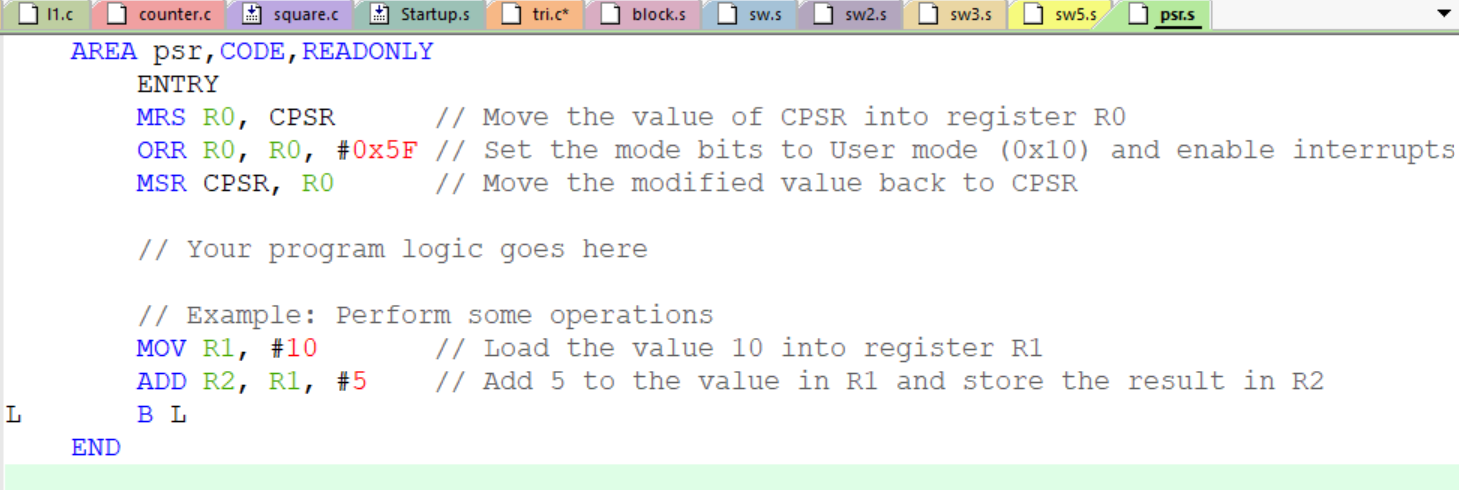 l1.c counter.c square.c Startup.s tri.c* block.s sw.s sw2.s sw3.s sw5.s psr.s
AREA psr,CODE,READONLY
ENTRY
MRS R0, CPSR // Move the value of CPSR into register R0
ORR R0, R0, #0x5F // Set the mode bits to User mode (0x10) and enable interrupts
MSR CPSR, R0 // Move the modified value back to CPSR
// Your program logic goes here
// Example: Perform some operations
MOV R1, #10 // Load the value 10 into register R1
ADD R2, R1, #5 // Add 5 to the value in R1 and store the result in R2
L B L
END